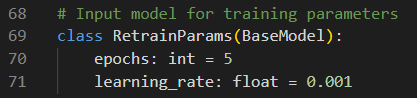 68 # Input model for training parameters
69 class RetrainParams(BaseModel):
70     epochs: int = 5
71     learning_rate: float = 0.001